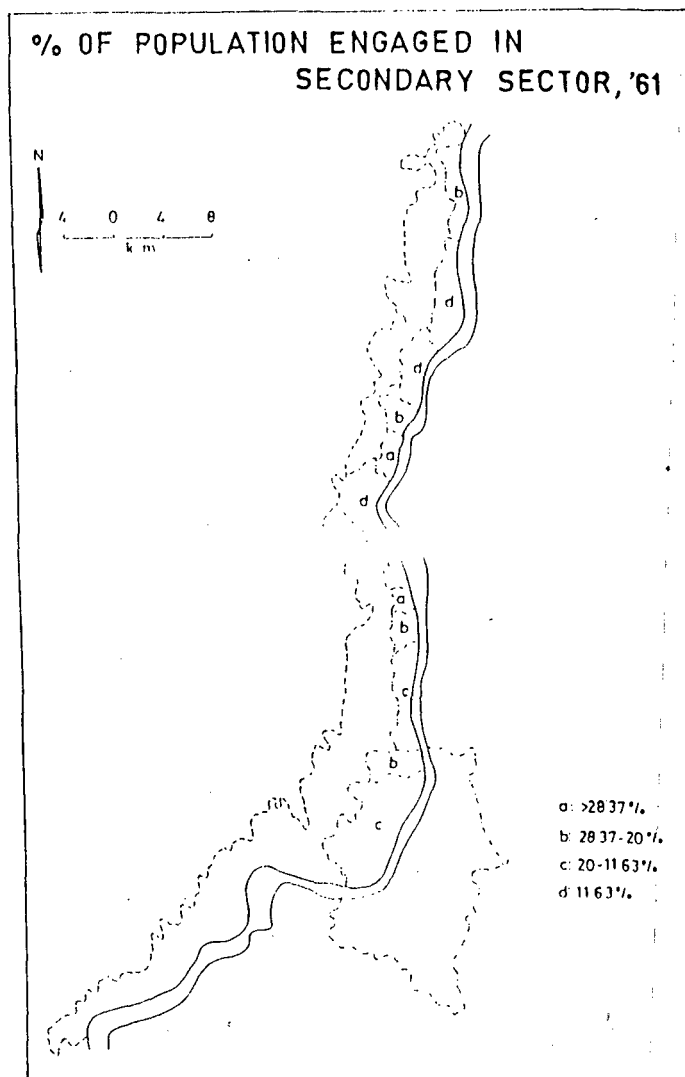 % OF POPULATION ENGAGED IN
SECONDARY SECTOR, '61
N
4 0 4 8
k m
b
d
d
b
a
d
a
b
c
b
c
a: >28 37%
b: 28 37-20%
c: 20-11 63%
d: 11 63%